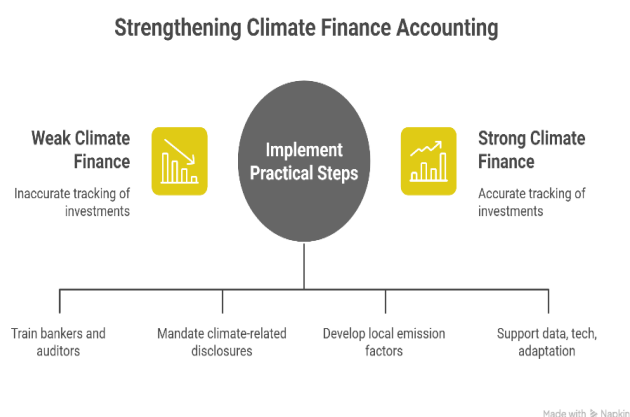 Strengthening Climate Finance Accounting
Weak Climate
Finance
Inaccurate tracking of
investments
Implement
Practical Steps
Strong Climate
Finance
Accurate tracking of
investments
Train bankers and
auditors
Mandate climate-related
disclosures
Develop local emission
factors
Support data, tech,
adaptation
Made with Napkin